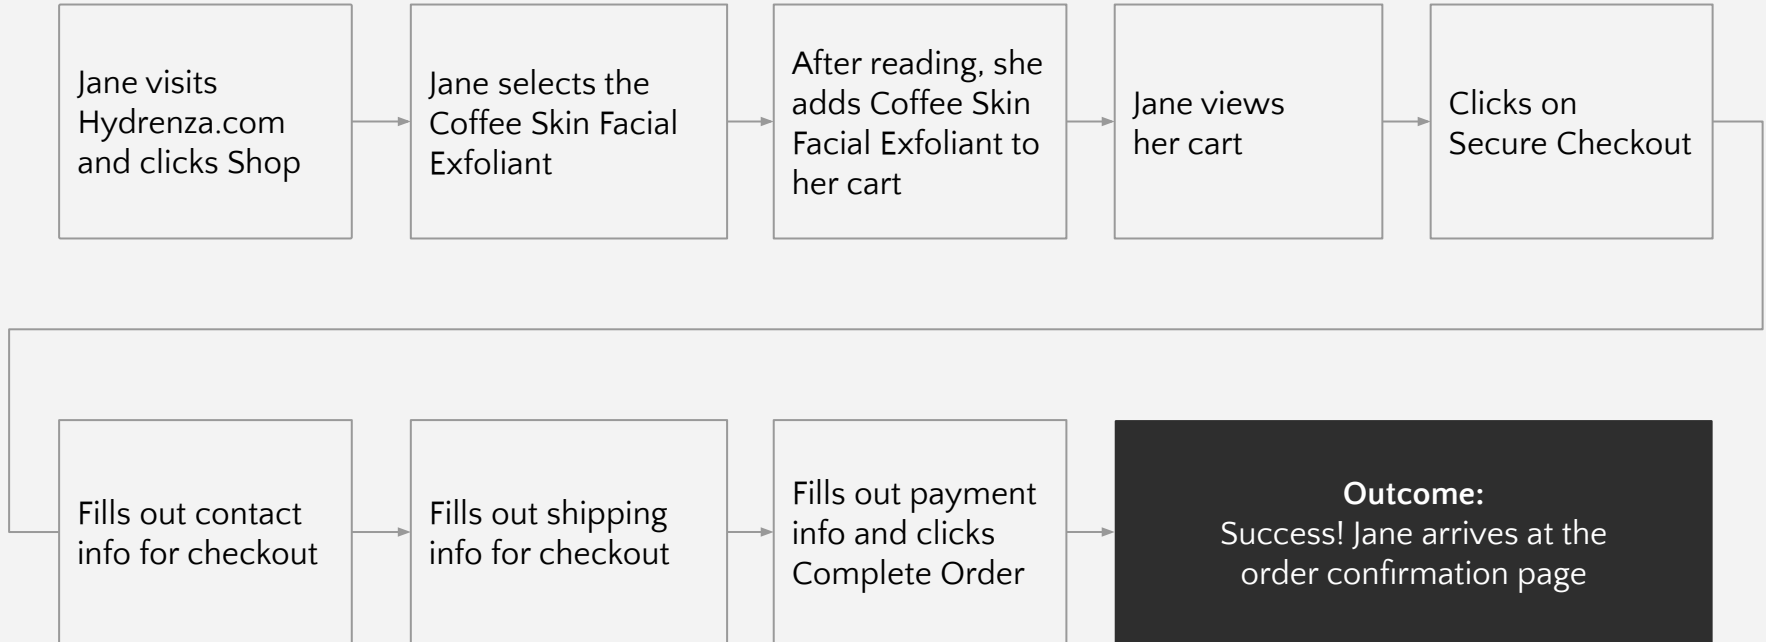 Jane visits
Hydrenza.com
and clicks Shop
Jane selects the
Coffee Skin Facial
Exfoliant
After reading, she
adds Coffee Skin
Facial Exfoliant to
her cart
Jane views
her cart
Clicks on
Secure Checkout
Fills out contact
info for checkout
Fills out shipping
info for checkout
Fills out payment
info and clicks
Complete Order
Outcome:
Success! Jane arrives at the
order confirmation page